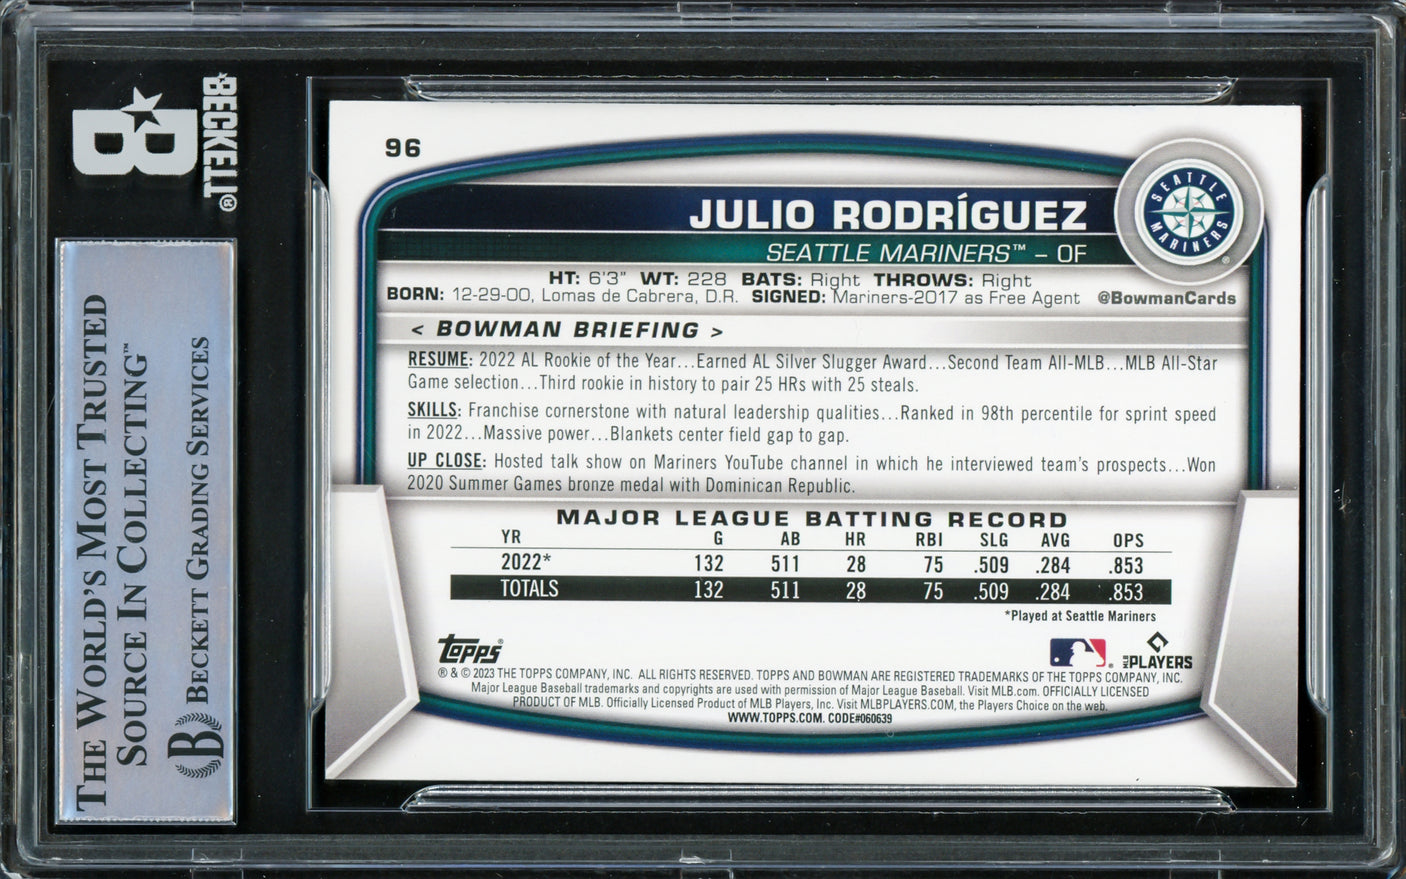 BECKETT®
B
THE WORLD'S MOST TRUSTED
SOURCE IN COLLECTING™
BECKETT GRADING SERVICES
B
96
JULIO RODRÍGUEZ
SEATTLE MARINERS™ – OF
SEATTLE
MARINERS
®
HT: 6'3" WT: 228 BATS: Right THROWS: Right
BORN: 12-29-00, Lomas de Cabrera, D.R. SIGNED: Mariners-2017 as Free Agent @BowmanCards
< BOWMAN BRIEFING >
RESUME: 2022 AL Rookie of the Year...Earned AL Silver Slugger Award...Second Team All-MLB...MLB All-Star
Game selection...Third rookie in history to pair 25 HRs with 25 steals.
SKILLS: Franchise cornerstone with natural leadership qualities...Ranked in 98th percentile for sprint speed
in 2022...Massive power...Blankets center field gap to gap.
UP CLOSE: Hosted talk show on Mariners YouTube channel in which he interviewed team's prospects...Won
2020 Summer Games bronze medal with Dominican Republic.
MAJOR LEAGUE BATTING RECORD
YR G AB HR RBI SLG AVG OPS
2022* 132 511 28 75 .509 .284 .853
TOTALS 132 511 28 75 .509 .284 .853
*Played at Seattle Mariners
Topps®
MLB PLAYERS
® & © 2023 THE TOPPS COMPANY, INC. ALL RIGHTS RESERVED. TOPPS AND BOWMAN ARE REGISTERED TRADEMARKS OF THE TOPPS COMPANY, INC.
Major League Baseball trademarks and copyrights are used with permission of Major League Baseball. Visit MLB.com. OFFICIALLY LICENSED
PRODUCT OF MLB. Officially Licensed Product of MLB Players, Inc. Visit MLBPLAYERS.COM, the Players Choice on the web.
WWW.TOPPS.COM. CODE#060639